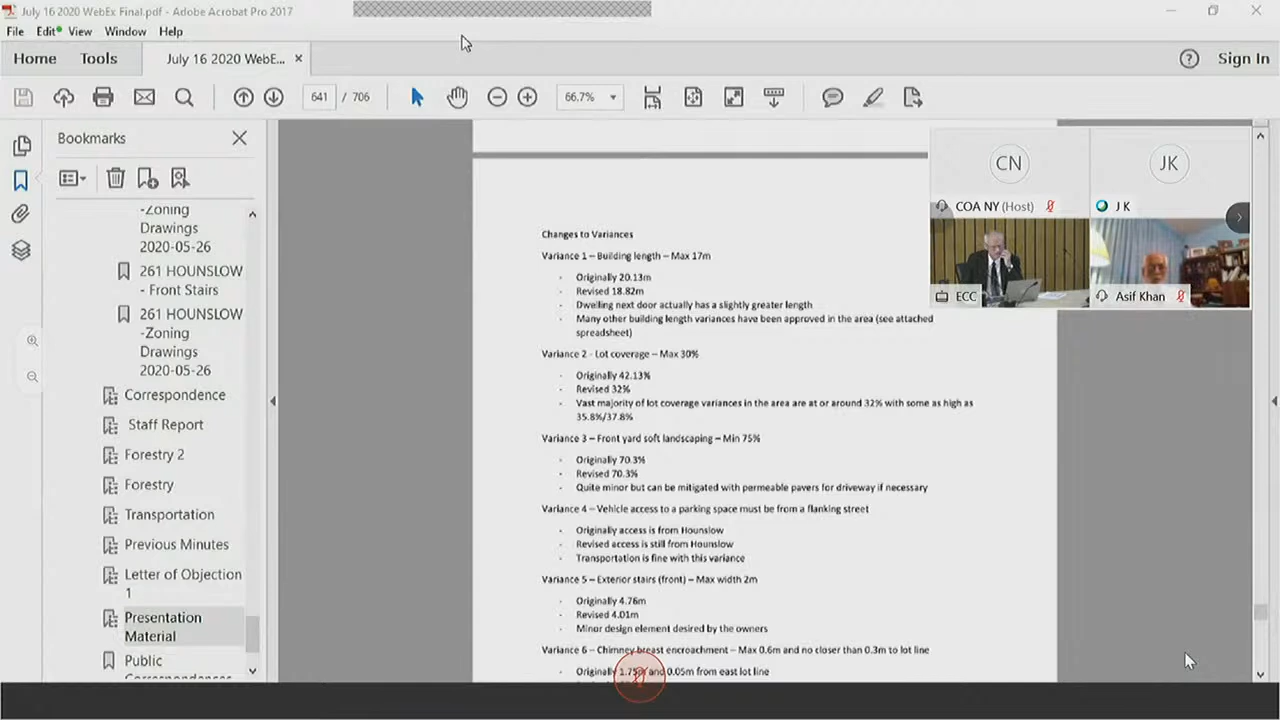 July 16 2020 WebEx Final.pdf - Adobe Acrobat Pro 2017
File Edit View Window Help
Home Tools July 16 2020 WebE... × Sign In
641 / 706 66.7%
Bookmarks
-Zoning
Drawings
2020-05-26
261 HOUNSLOW
- Front Stairs
261 HOUNSLOW
-Zoning
Drawings
2020-05-26
Correspondence
Staff Report
Forestry 2
Forestry
Transportation
Previous Minutes
Letter of Objection
1
Presentation
Material
Public
Changes to Variances
Variance 1 – Building length – Max 17m
- Originally 20.13m
- Revised 18.82m
- Dwelling next door actually has a slightly greater length
- Many other building length variances have been approved in the area (see attached
spreadsheet)
Variance 2 - Lot coverage – Max 30%
- Originally 42.13%
- Revised 32%
- Vast majority of lot coverage variances in the area are at or around 32% with some as high as
35.8%/37.8%
Variance 3 – Front yard soft landscaping – Min 75%
- Originally 70.3%
- Revised 70.3%
- Quite minor but can be mitigated with permeable pavers for driveway if necessary
Variance 4 – Vehicle access to a parking space must be from a flanking street
- Originally access is from Hounslow
- Revised access is still from Hounslow
- Transportation is fine with this variance
Variance 5 – Exterior stairs (front) – Max width 2m
- Originally 4.76m
- Revised 4.01m
- Minor design element desired by the owners
Variance 6 – Chimney breast encroachment – Max 0.6m and no closer than 0.3m to lot line
- Originally and 0.05m from east lot line
CN
COA NY (Host)
JK
J K
ECC
Asif Khan